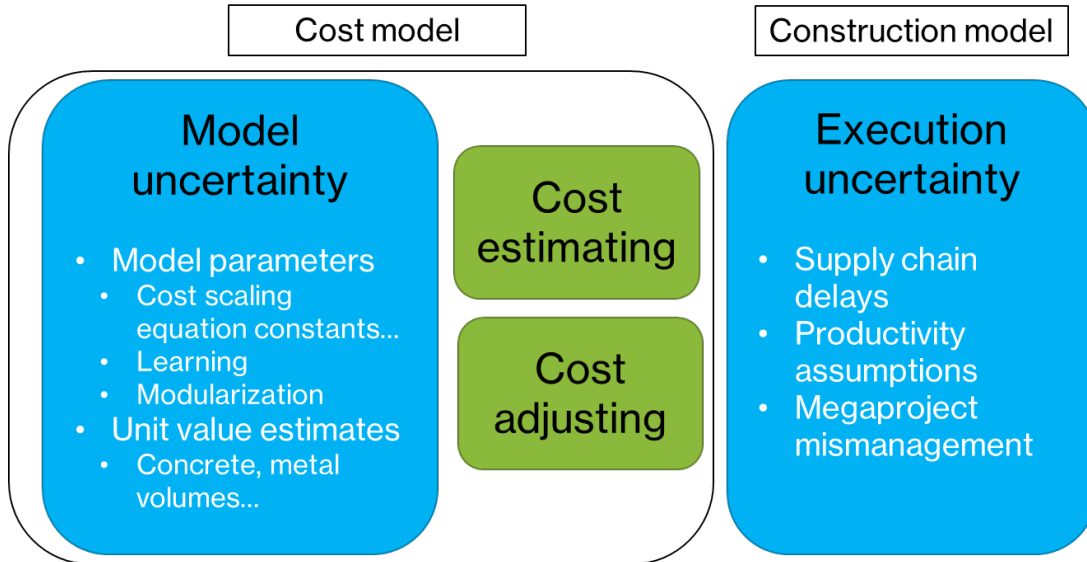 Cost model
Construction model
Model
uncertainty
• Model parameters
• Cost scaling
equation constants...
• Learning
• Modularization
• Unit value estimates
• Concrete, metal
volumes...
Cost
estimating
Cost
adjusting
Execution
uncertainty
• Supply chain
delays
• Productivity
assumptions
• Megaproject
mismanagement